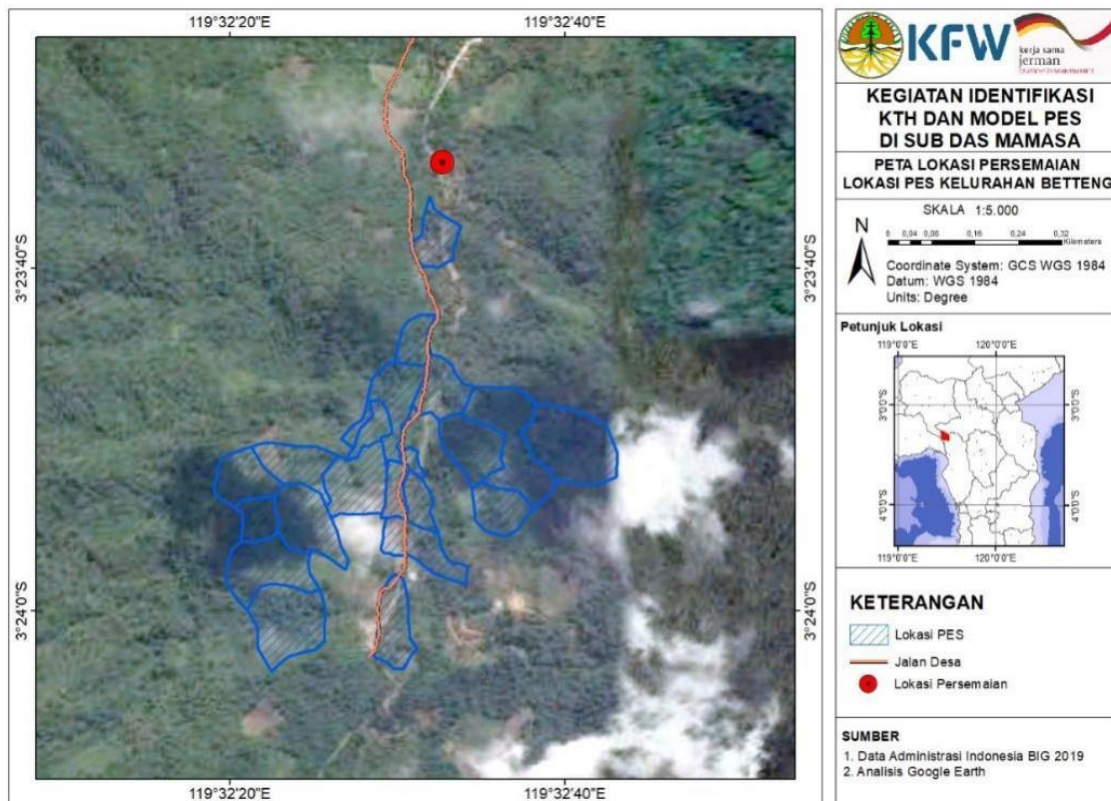 119°32'20"E
119°32'40"E
3°23'40"S
3°23'40"S
3°24'0"S
3°24'0"S
119°32'20"E
119°32'40"E
KFW
kerja sama
jerman
KEGIATAN IDENTIFIKASI
KTH DAN MODEL PES
DI SUB DAS MAMASA
PETA LOKASI PERSEMAIAN
LOKASI PES KELURAHAN BETTENG
SKALA 1:5.000
N
0 0,04 0,08 0,16 0,24 0,32
Kilometers
Coordinate System: GCS WGS 1984
Datum: WGS 1984
Units: Degree
Petunjuk Lokasi
119°0'0"E 120°0'0"E
3°0'0"S
3°0'0"S
4°0'0"S
4°0'0"S
119°0'0"E 120°0'0"E
KETERANGAN
Lokasi PES
Jalan Desa
Lokasi Persemaian
SUMBER
1. Data Administrasi Indonesia BIG 2019
2. Analisis Google Earth